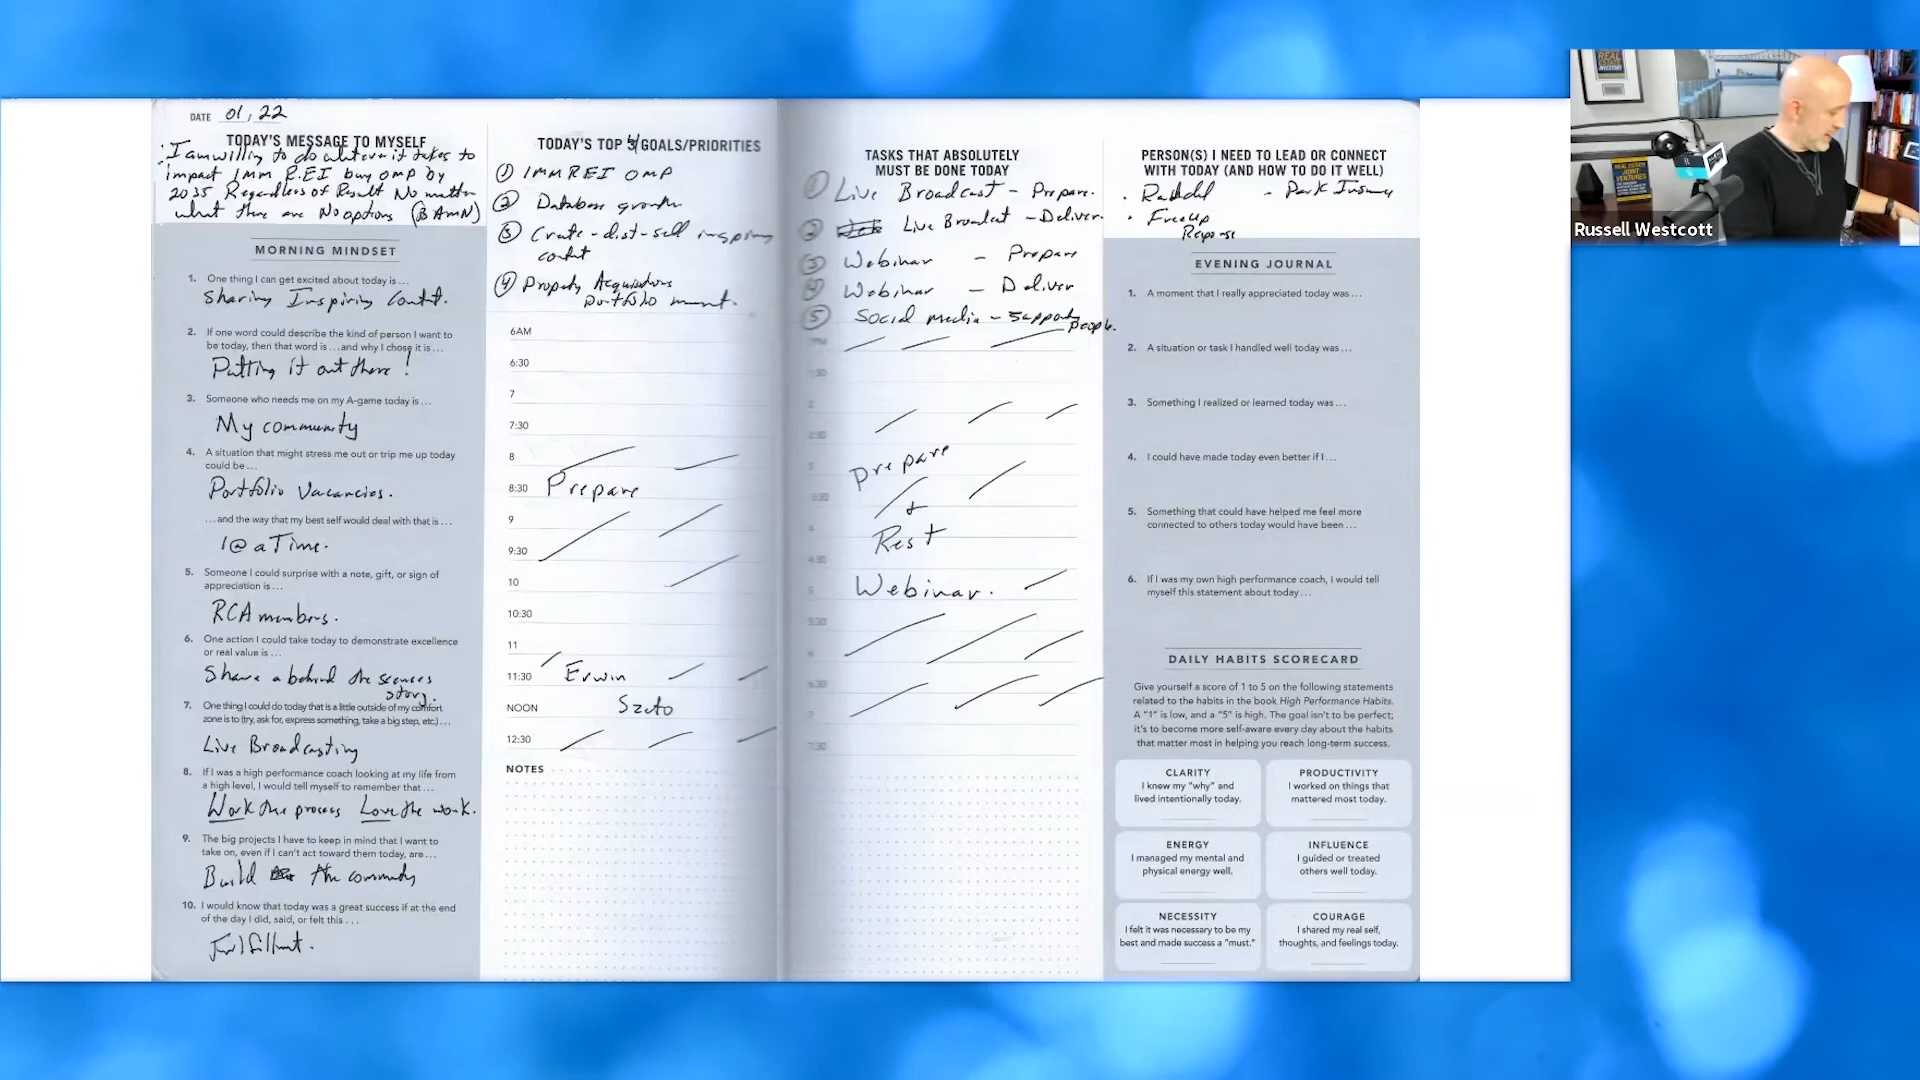 DATE 01, 22
TODAY'S MESSAGE TO MYSELF
I am willing to do whatever it takes to
impact 1mm R.E.I buy OMP by
2035 Regardless of Result No matter
what there are No options (BAMN)
MORNING MINDSET
1. One thing I can get excited about today is ...
Sharing Inspiring
2. If one word could describe the kind of person I want to
be today, then that word is ... and why I chose it is ...
Putting it out there!
3. Someone who needs me on my A-game today is ...
My community
4. A situation that might stress me out or trip me up today
could be ...
Portfolio Vacancies.
... and the way that my best self would deal with that is ...
1@ a Time.
5. Someone I could surprise with a note, gift, or sign of
appreciation is ...
RCA members.
6. One action I could take today to demonstrate excellence
or real value is ...
Share a behind the scenes
story.
7. One thing I could do today that is a little outside of my comfort
zone is to (try, ask for, express something, take a big step, etc.) ...
Live Broadcasting
8. If I was a high performance coach looking at my life from
a high level, I would tell myself to remember that ...
Work the process Love the work.
9. The big projects I have to keep in mind that I want to
take on, even if I can't act toward them today, are ...
Build the community
10. I would know that today was a great success if at the end
of the day I did, said, or felt this ...
TODAY'S TOP 4 GOALS/PRIORITIES
① 1MMREI OMP
② Database growth
③ Create-dist-sell inspiring
④ Property Acquisitions
Portfolio
6AM
6:30
7
7:30
8
8:30 Prepare
9
9:30
10
10:30
11
11:30 Erwin
NOON Szeto
12:30
NOTES
TASKS THAT ABSOLUTELY
MUST BE DONE TODAY
① Live Broadcast - Prepare.
② Live Broadcast - Deliver.
③ Webinar - Prepare
④ Webinar - Deliver
⑤ Social media - support
people.
1PM
1:30
2
2:30
3 Prepare
3:30 +
4 Rest
4:30
5 Webinar.
5:30
6
6:30
7
7:30
PERSON(S) I NEED TO LEAD OR CONNECT
WITH TODAY (AND HOW TO DO IT WELL)
EVENING JOURNAL
1. A moment that I really appreciated today was ...
2. A situation or task I handled well today was ...
3. Something I realized or learned today was ...
4. I could have made today even better if I ...
5. Something that could have helped me feel more
connected to others today would have been ...
6. If I was my own high performance coach, I would tell
myself this statement about today ...
DAILY HABITS SCORECARD
Give yourself a score of 1 to 5 on the following statements
related to the habits in the book High Performance Habits.
A "1" is low, and a "5" is high. The goal isn't to be perfect;
it's to become more self-aware every day about the habits
that matter most in helping you reach long-term success.
CLARITY
I knew my "why" and
lived intentionally today.
PRODUCTIVITY
I worked on things that
mattered most today.
ENERGY
I managed my mental and
physical energy well.
INFLUENCE
I guided or treated
others well today.
NECESSITY
I felt it was necessary to be my
best and made success a "must."
COURAGE
I shared my real self,
thoughts, and feelings today.
Russell Westcott